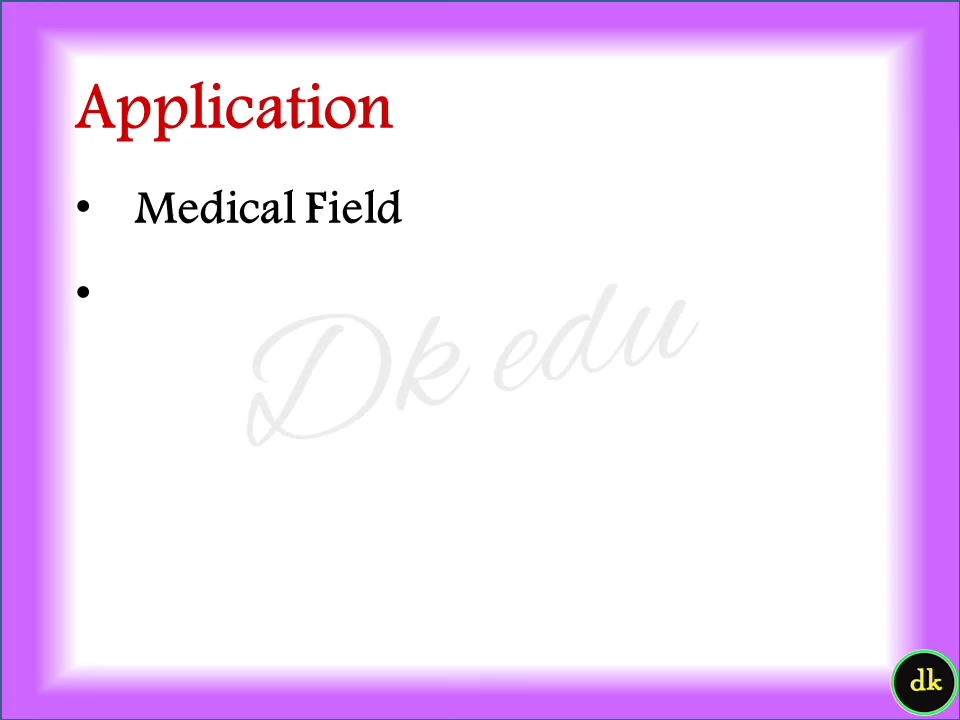 Application
• Medical Field
•
Dk edu
dk